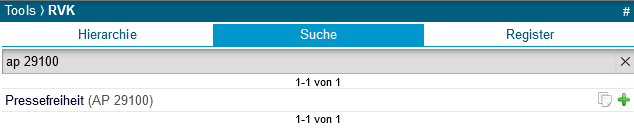 Tools ⟩ RVK #
Hierarchie Suche Register
ap 29100 ×
1-1 von 1
Pressefreiheit (AP 29100)
1-1 von 1